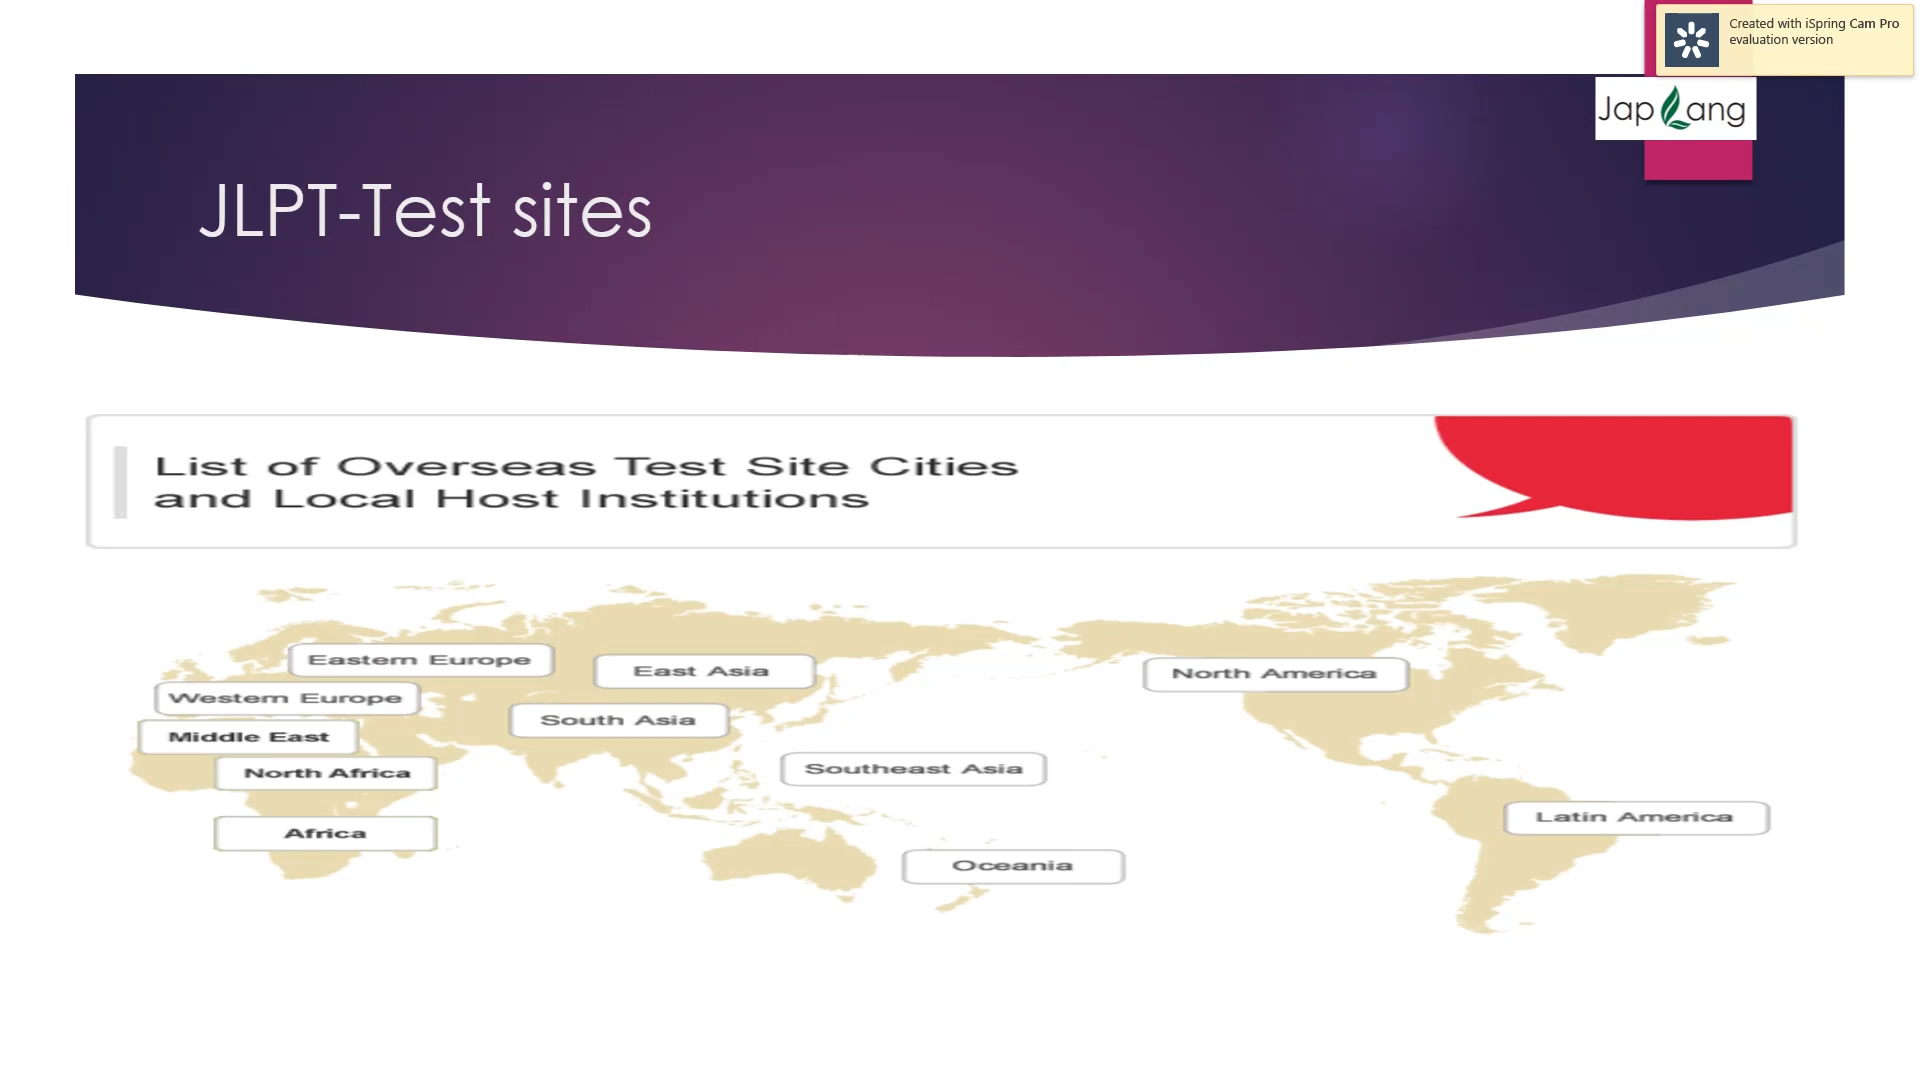 Created with iSpring Cam Pro
evaluation version
Jap Lang
JLPT-Test sites
List of Overseas Test Site Cities
and Local Host Institutions
Eastern Europe
East Asia
North America
Western Europe
South Asia
Middle East
Southeast Asia
North Africa
Latin America
Africa
Oceania